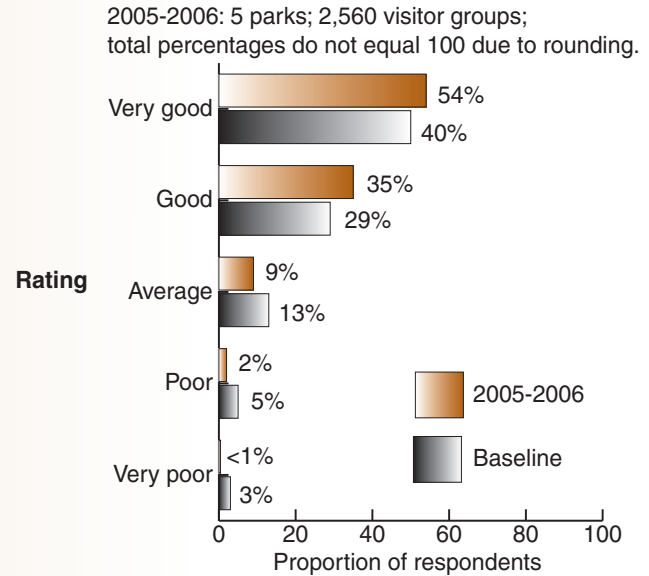 2005-2006: 5 parks; 2,560 visitor groups;
total percentages do not equal 100 due to rounding.
Very good
54%
40%
Good
35%
29%
Rating
Average
9%
13%
Poor
2%
5%
2005-2006
Very poor
<1%
3%
Baseline
0 20 40 60 80 100
Proportion of respondents